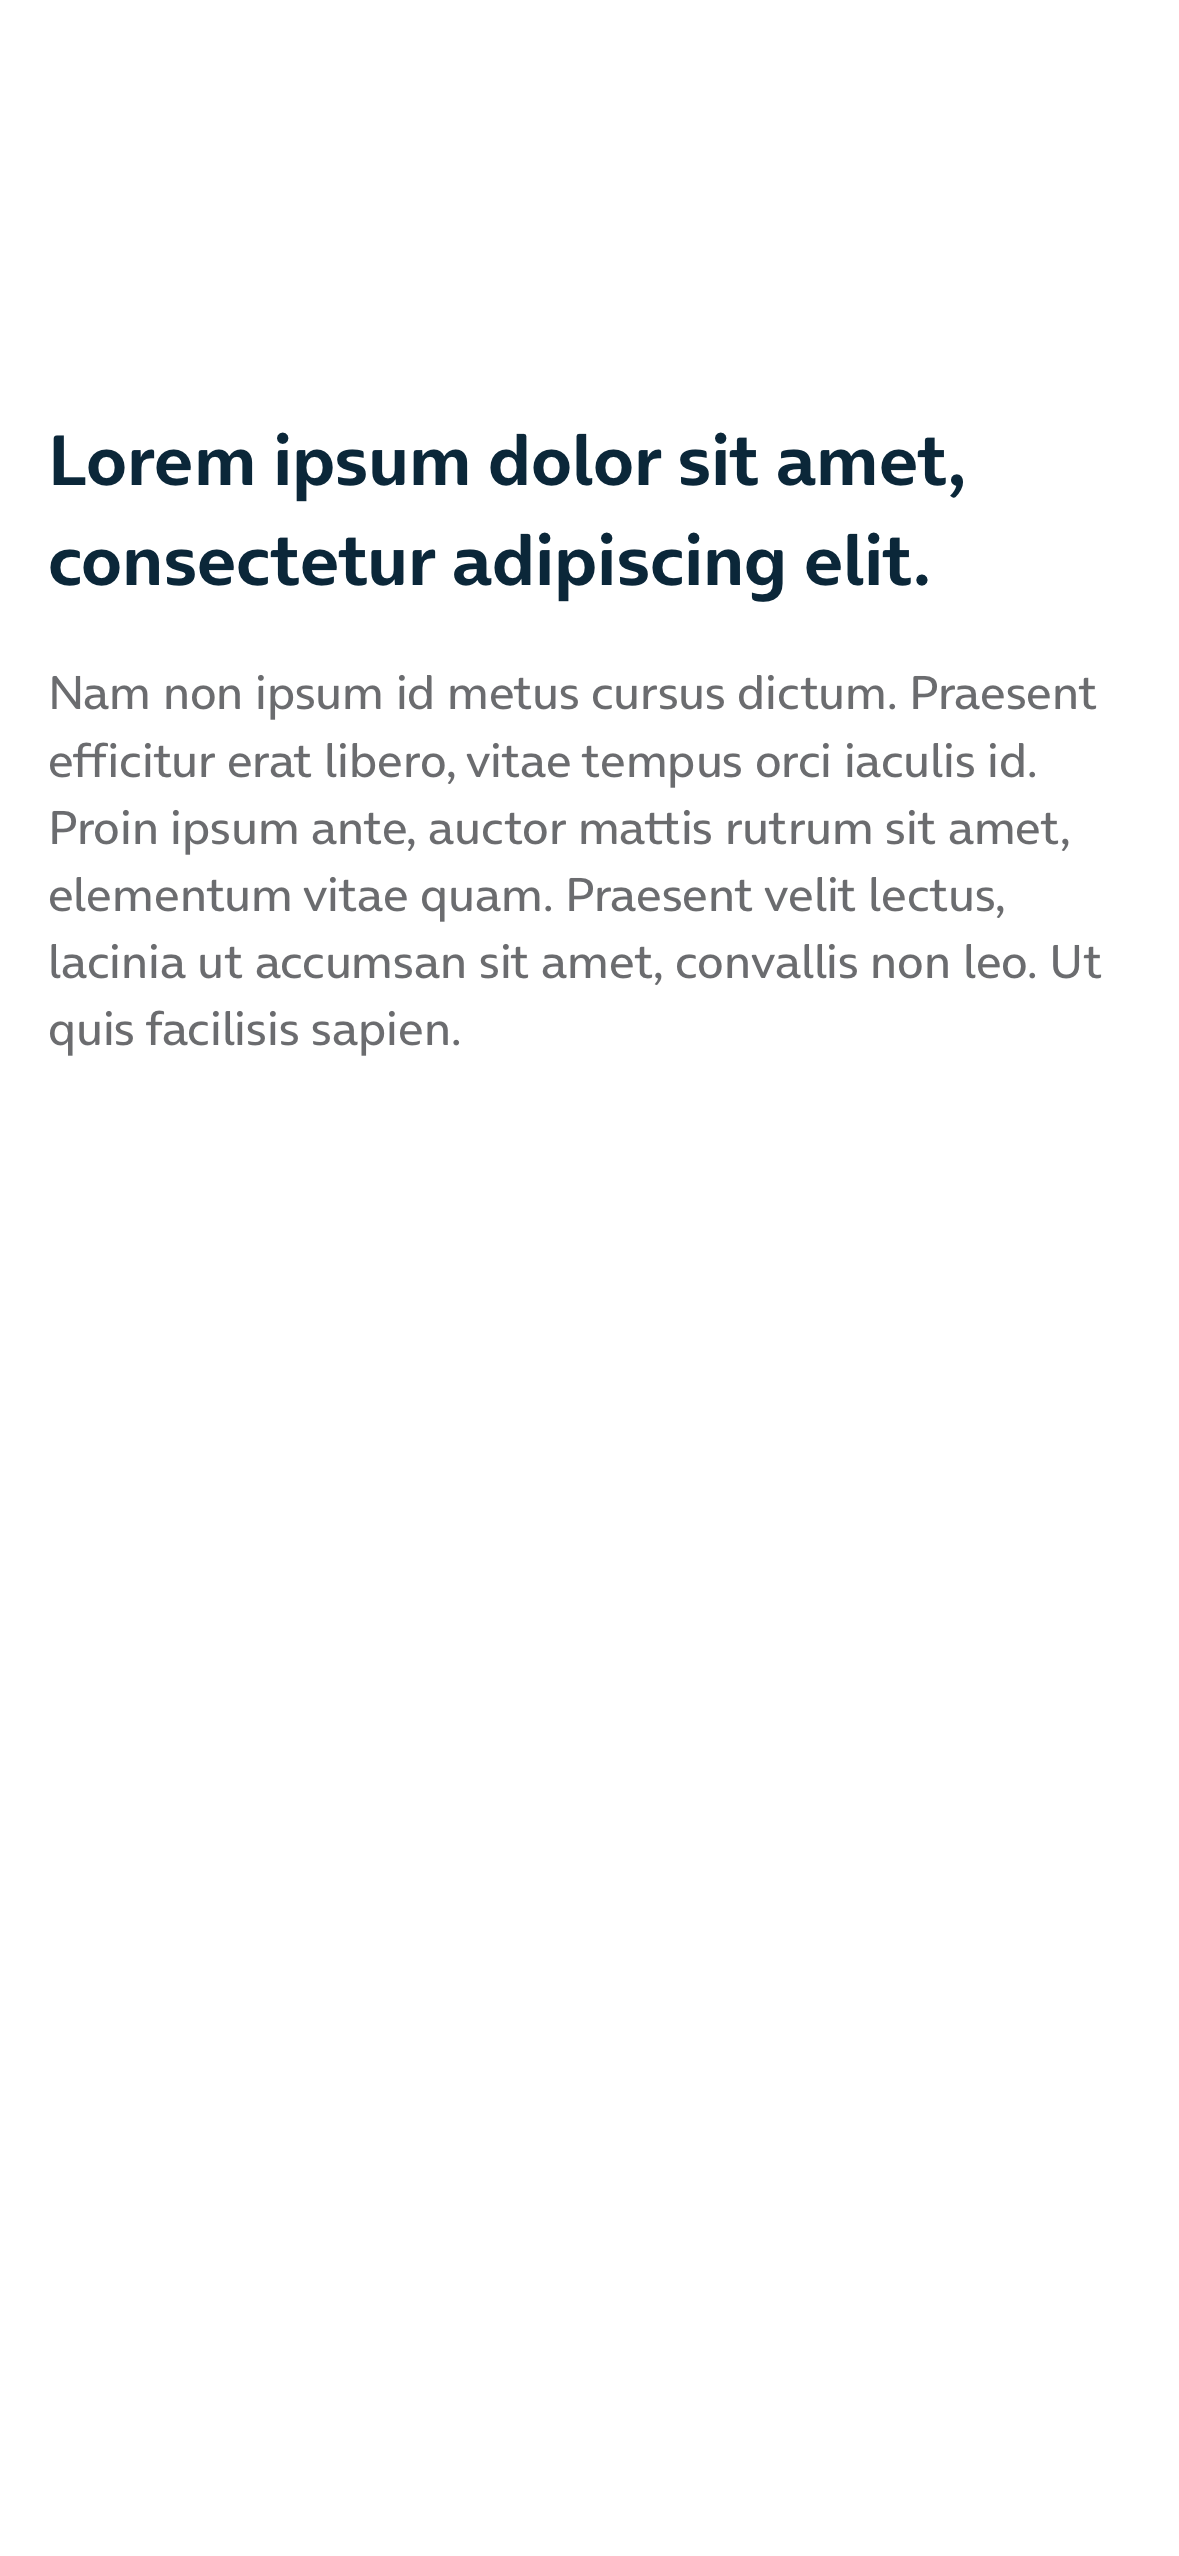 Lorem ipsum dolor sit amet,
consectetur adipiscing elit.
Nam non ipsum id metus cursus dictum. Praesent
efficitur erat libero, vitae tempus orci iaculis id.
Proin ipsum ante, auctor mattis rutrum sit amet,
elementum vitae quam. Praesent velit lectus,
lacinia ut accumsan sit amet, convallis non leo. Ut
quis facilisis sapien.